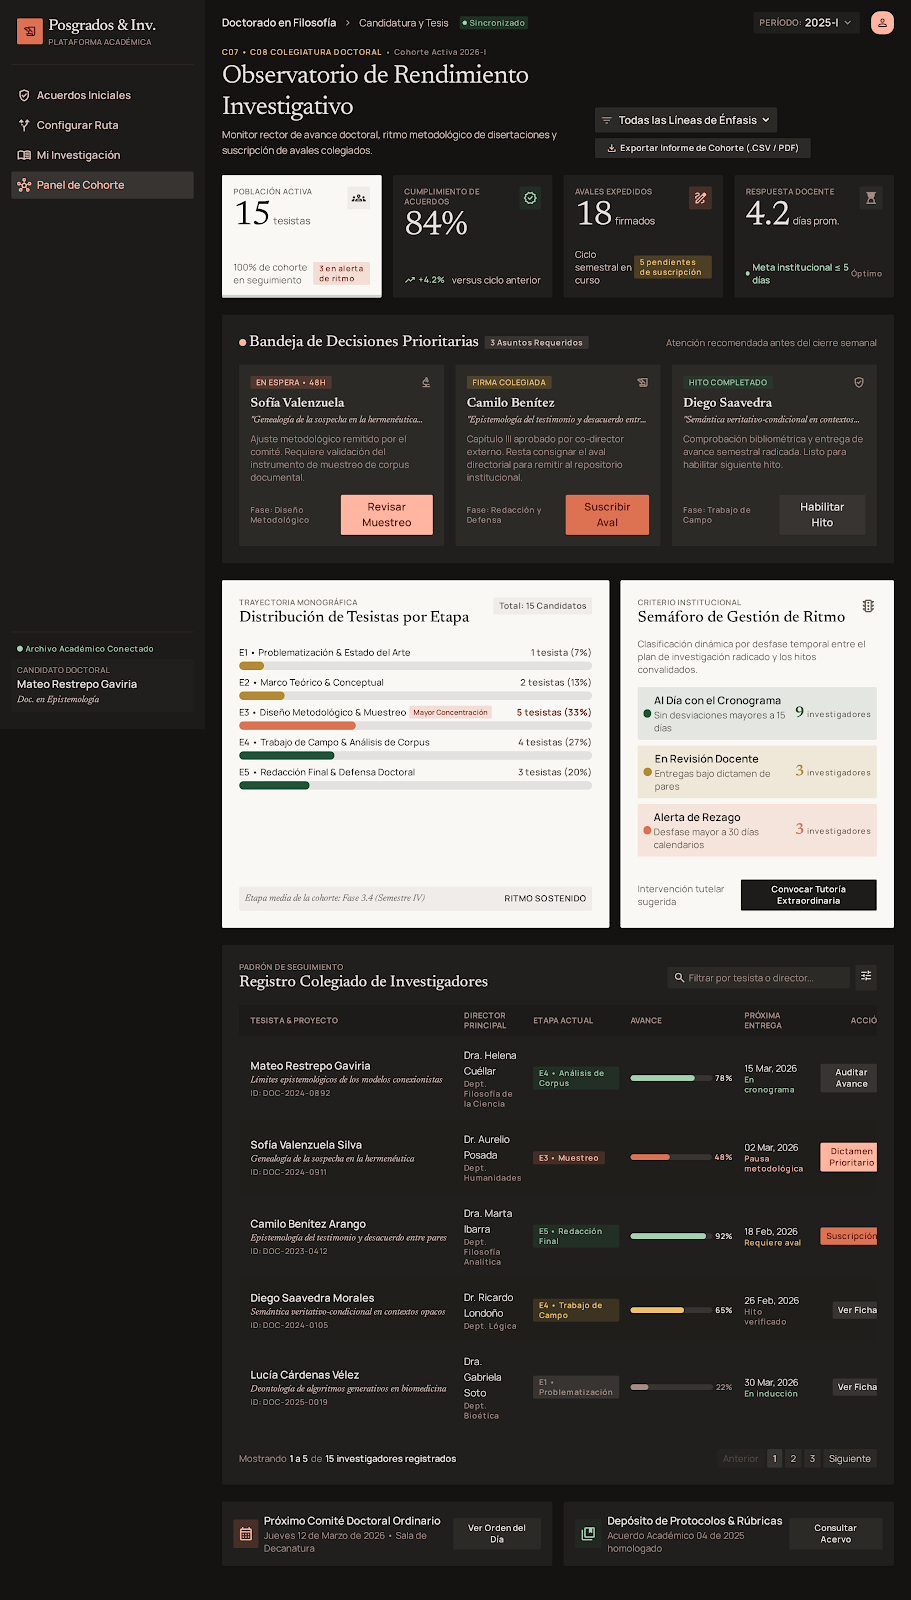 Posgrados & Inv.
PLATAFORMA ACADÉMICA
Acuerdos Iniciales
Configurar Ruta
Mi Investigación
Panel de Cohorte
Archivo Académico Conectado
CANDIDATO DOCTORAL
Mateo Restrepo Gaviria
Doc. en Epistemología
Doctorado en Filosofía > Candidatura y Tesis • Sincronizado
PERÍODO: 2025-I
C07 • C08 COLEGIATURA DOCTORAL • Cohorte Activa 2026-I
Observatorio de Rendimiento
Investigativo
Monitor rector de avance doctoral, ritmo metodológico de disertaciones y
suscripción de avales colegiados.
Todas las Líneas de Énfasis
Exportar Informe de Cohorte (.CSV / PDF)
POBLACIÓN ACTIVA
15 tesistas
100% de cohorte
en seguimiento
3 en alerta
de ritmo
CUMPLIMIENTO DE
ACUERDOS
84%
+4.2% versus ciclo anterior
AVALES EXPEDIDOS
18 firmados
Ciclo
semestral en
curso
5 pendientes
de suscripción
RESPUESTA DOCENTE
4.2 días prom.
• Meta institucional ≤ 5
días
Óptimo
Bandeja de Decisiones Prioritarias
3 Asuntos Requeridos
Atención recomendada antes del cierre semanal
EN ESPERA • 48H
Sofía Valenzuela
"Genealogía de la sospecha en la hermenéutica...
Ajuste metodológico remitido por el
comité. Requiere validación del
instrumento de muestreo de corpus
documental.
Fase: Diseño
Metodológico
Revisar
Muestreo
FIRMA COLEGIADA
Camilo Benítez
"Epistemología del testimonio y desacuerdo entr...
Capítulo III aprobado por co-director
externo. Resta consignar el aval
directorial para remitir al repositorio
institucional.
Fase: Redacción y
Defensa
Suscribir
Aval
HITO COMPLETADO
Diego Saavedra
"Semántica veritativo-condicional en contextos...
Comprobación bibliométrica y entrega de
avance semestral radicada. Listo para
habilitar siguiente hito.
Fase: Trabajo de
Campo
Habilitar
Hito
TRAYECTORIA MONOGRÁFICA
Distribución de Tesistas por Etapa
Total: 15 Candidatos
E1 • Problematización & Estado del Arte 1 tesista (7%)
E2 • Marco Teórico & Conceptual 2 tesistas (13%)
E3 • Diseño Metodológico & Muestreo Mayor Concentración 5 tesistas (33%)
E4 • Trabajo de Campo & Análisis de Corpus 4 tesistas (27%)
E5 • Redacción Final & Defensa Doctoral 3 tesistas (20%)
Etapa media de la cohorte: Fase 3.4 (Semestre IV) RITMO SOSTENIDO
CRITERIO INSTITUCIONAL
Semáforo de Gestión de Ritmo
Clasificación dinámica por desfase temporal entre el
plan de investigación radicado y los hitos
convalidados.
Al Día con el Cronograma
Sin desviaciones mayores a 15
días
9 investigadores
En Revisión Docente
Entregas bajo dictamen de
pares
3 investigadores
Alerta de Rezago
Desfase mayor a 30 días
calendarios
3 investigadores
Intervención tutelar
sugerida
Convocar Tutoría
Extraordinaria
PADRÓN DE SEGUIMIENTO
Registro Colegiado de Investigadores
Filtrar por tesista o director...
TESISTA & PROYECTO
DIRECTOR
PRINCIPAL
ETAPA ACTUAL
AVANCE
PRÓXIMA
ENTREGA
ACCIÓ
Mateo Restrepo Gaviria
Límites epistemológicos de los modelos conexionistas
ID: DOC-2024-0892
Dra. Helena
Cuéllar
Dept.
Filosofía de
la Ciencia
E4 • Análisis de
Corpus
78%
15 Mar, 2026
En
cronograma
Auditar
Avance
Sofía Valenzuela Silva
Genealogía de la sospecha en la hermenéutica
ID: DOC-2024-0911
Dr. Aurelio
Posada
Dept.
Humanidades
E3 • Muestreo
48%
02 Mar, 2026
Pausa
metodológica
Dictamen
Prioritario
Camilo Benítez Arango
Epistemología del testimonio y desacuerdo entre pares
ID: DOC-2023-0412
Dra. Marta
Ibarra
Dept.
Filosofía
Analítica
E5 • Redacción
Final
92%
18 Feb, 2026
Requiere aval
Suscripción
Diego Saavedra Morales
Semántica veritativo-condicional en contextos opacos
ID: DOC-2024-0105
Dr. Ricardo
Londoño
Dept. Lógica
E4 • Trabajo de
Campo
65%
26 Feb, 2026
Hito
verificado
Ver Ficha
Lucía Cárdenas Vélez
Deontología de algoritmos generativos en biomedicina
ID: DOC-2025-0019
Dra.
Gabriela
Soto
Dept.
Bioética
E1 •
Problematización
22%
30 Mar, 2026
En inducción
Ver Ficha
Mostrando 1 a 5 de 15 investigadores registrados
Anterior 1 2 3 Siguiente
Próximo Comité Doctoral Ordinario
Jueves 12 de Marzo de 2026 • Sala de
Decanatura
Ver Orden del
Día
Depósito de Protocolos & Rúbricas
Acuerdo Académico 04 de 2025
homologado
Consultar
Acervo